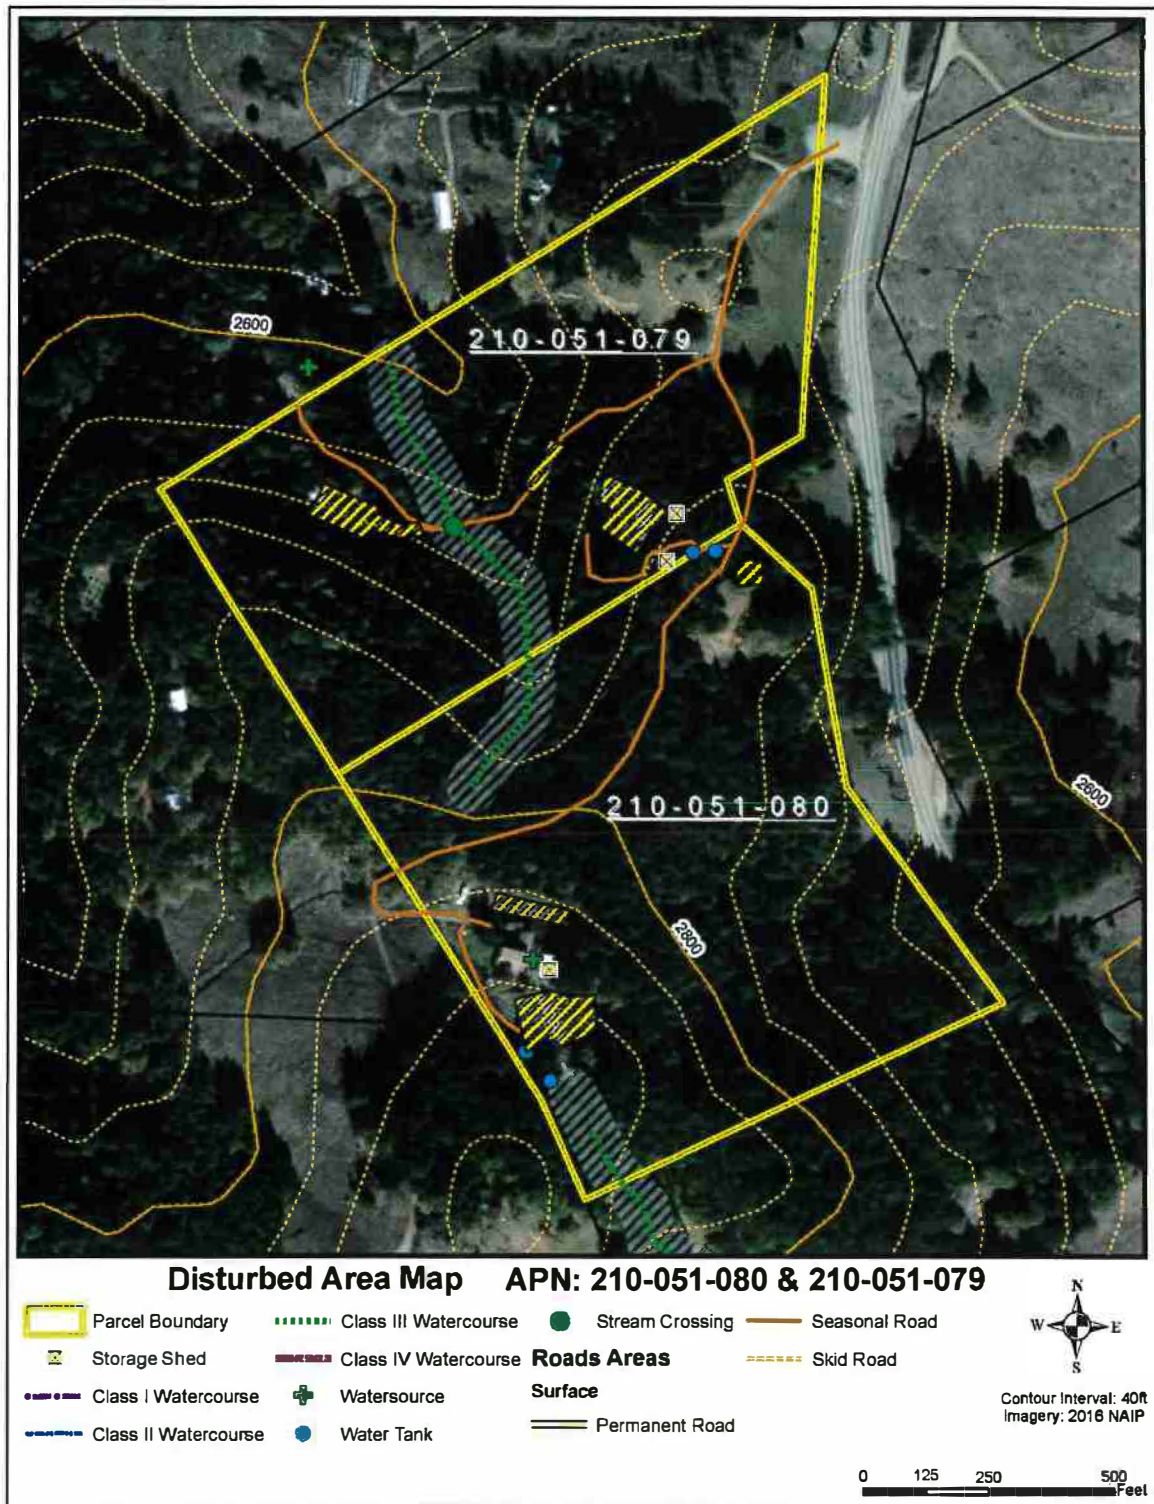 2600
210-051-079
210-051-080
2600
2800
Disturbed Area Map APN: 210-051-080 & 210-051-079
Parcel Boundary
Storage Shed
Class I Watercourse
Class II Watercourse
Class III Watercourse
Class IV Watercourse
Watersource
Water Tank
Stream Crossing
Roads Areas
Surface
Permanent Road
Seasonal Road
Skid Road
N
W E
S
Contour Interval: 40ft
Imagery: 2016 NAIP
0 125 250 500
Feet